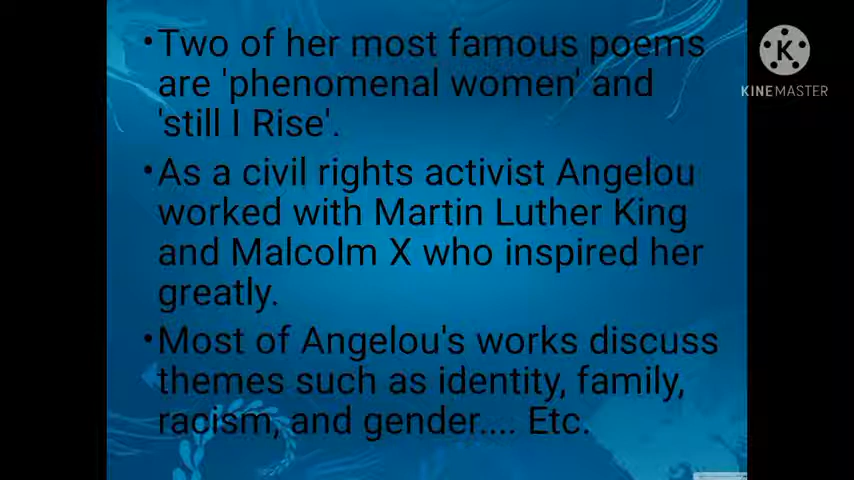 •Two of her most famous poems
are 'phenomenal women' and
'still I Rise'.
•As a civil rights activist Angelou
worked with Martin Luther King
and Malcolm X who inspired her
greatly.
•Most of Angelou's works discuss
themes such as identity, family,
racism, and gender.... Etc.
K
KINEMASTER